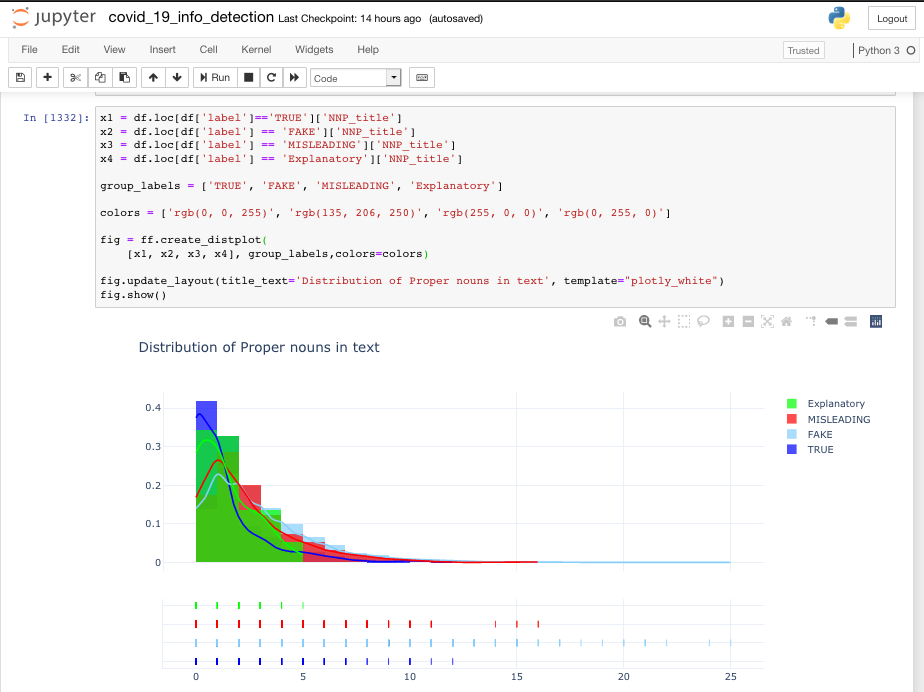 jupyter covid_19_info_detection Last Checkpoint: 14 hours ago (autosaved)
Logout
File Edit View Insert Cell Kernel Widgets Help
Trusted Python 3
Run Code
In [1332]:
x1 = df.loc[df['label']=='TRUE']['NNP_title']
x2 = df.loc[df['label'] == 'FAKE']['NNP_title']
x3 = df.loc[df['label'] == 'MISLEADING']['NNP_title']
x4 = df.loc[df['label'] == 'Explanatory']['NNP_title']
group_labels = ['TRUE', 'FAKE', 'MISLEADING', 'Explanatory']
colors = ['rgb(0, 0, 255)', 'rgb(135, 206, 250)', 'rgb(255, 0, 0)', 'rgb(0, 255, 0)']
fig = ff.create_distplot(
[x1, x2, x3, x4], group_labels,colors=colors)
fig.update_layout(title_text='Distribution of Proper nouns in text', template="plotly_white")
fig.show()
Distribution of Proper nouns in text
0.4
0.3
0.2
0.1
0
Explanatory
MISLEADING
FAKE
TRUE
0 5 10 15 20 25